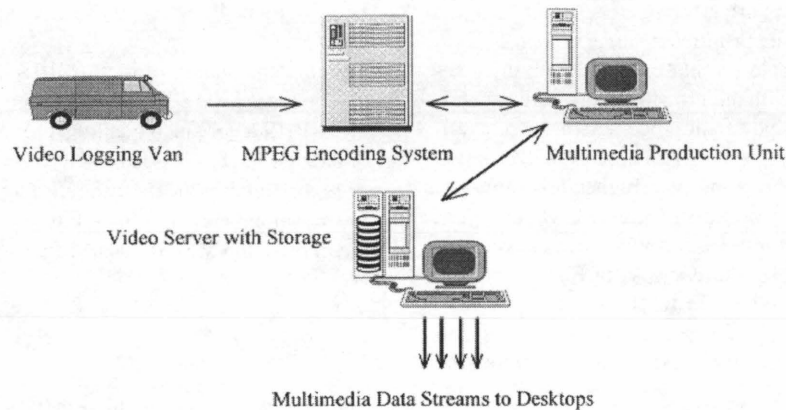 Video Logging Van
MPEG Encoding System
Multimedia Production Unit
Video Server with Storage
Multimedia Data Streams to Desktops